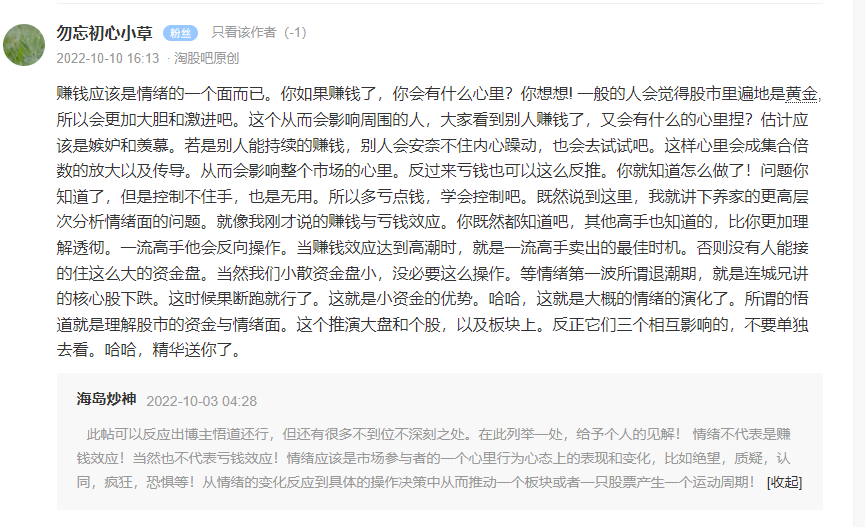 勿忘初心小草 粉丝 只看该作者（-1）
2022-10-10 16:13 · 淘股吧原创
赚钱应该是情绪的一个面而已。你如果赚钱了，你会有什么心里？你想想! 一般的人会觉得股市里遍地是黄金,
所以会更加大胆和激进吧。这个从而会影响周围的人，大家看到别人赚钱了，又会有什么的心里捏？估计应
该是嫉妒和羡慕。若是别人能持续的赚钱，别人会安奈不住内心躁动，也会去试试吧。这样心里会成集合倍
数的放大以及传导。从而会影响整个市场的心里。反过来亏钱也可以这么反推。你就知道怎么做了！问题你
知道了，但是控制不住手，也是无用。所以多亏点钱，学会控制吧。既然说到这里，我就讲下养家的更高层
次分析情绪面的问题。就像我刚才说的赚钱与亏钱效应。你既然都知道吧，其他高手也知道的，比你更加理
解透彻。一流高手他会反向操作。当赚钱效应达到高潮时，就是一流高手卖出的最佳时机。否则没有人能接
的住这么大的资金盘。当然我们小散资金盘小，没必要这么操作。等情绪第一波所谓退潮期，就是连城兄讲
的核心股下跌。这时候果断跑就行了。这就是小资金的优势。哈哈，这就是大概的情绪的演化了。所谓的悟
道就是理解股市的资金与情绪面。这个推演大盘和个股，以及板块上。反正它们三个相互影响的，不要单独
去看。哈哈，精华送你了。
海岛炒神 2022-10-03 04:28
此帖可以反应出博主悟道还行，但还有很多不到位不深刻之处。在此列举一处，给予个人的见解！ 情绪不代表是赚
钱效应！当然也不代表亏钱效应！情绪应该是市场参与者的一个心里行为心态上的表现和变化，比如绝望，质疑，认
同，疯狂，恐惧等！从情绪的变化反应到具体的操作决策中从而推动一个板块或者一只股票产生一个运动周期！ [收起]